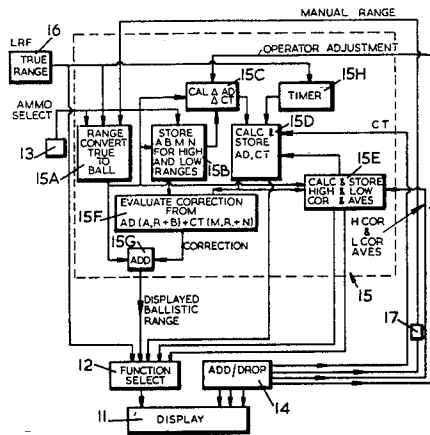 MANUAL RANGE
LRF
16
TRUE
RANGE
OPERATOR ADJUSTMENT
15C
CAL Δ AD
Δ CT
15H
TIMER
AMMO
SELECT
13
RANGE
CONVERT
TRUE
TO
BALL
15A
STORE
A B M N
FOR HIGH
AND LOW
RANGES
15B
CALC &
STORE
AD,CT
15D
CT
15E
CALC & STORE
HIGH & LOW
COR & AVES
15F
EVALUATE CORRECTION
FROM
AD (A,R+B)+CT (M,R,+N)
H COR
&
L COR
AVES
15G
ADD
CORRECTION
15
DISPLAYED
BALLISTIC
RANGE
17
12
FUNCTION
SELECT
ADD/DROP
14
11
DISPLAY